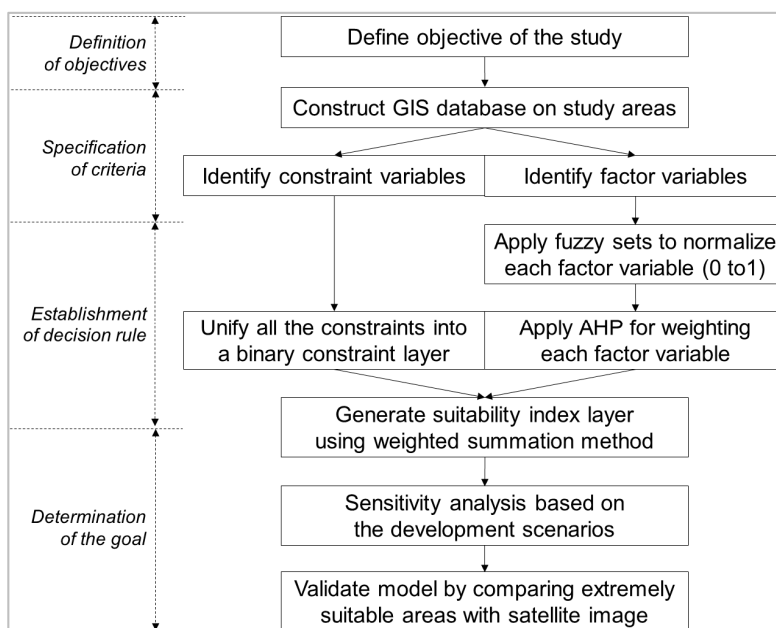 Definition
of objectives
Define objective of the study
Construct GIS database on study areas
Specification
of criteria
Identify constraint variables
Identify factor variables
Apply fuzzy sets to normalize
each factor variable (0 to1)
Establishment
of decision rule
Unify all the constraints into
a binary constraint layer
Apply AHP for weighting
each factor variable
Generate suitability index layer
using weighted summation method
Determination
of the goal
Sensitivity analysis based on
the development scenarios
Validate model by comparing extremely
suitable areas with satellite image